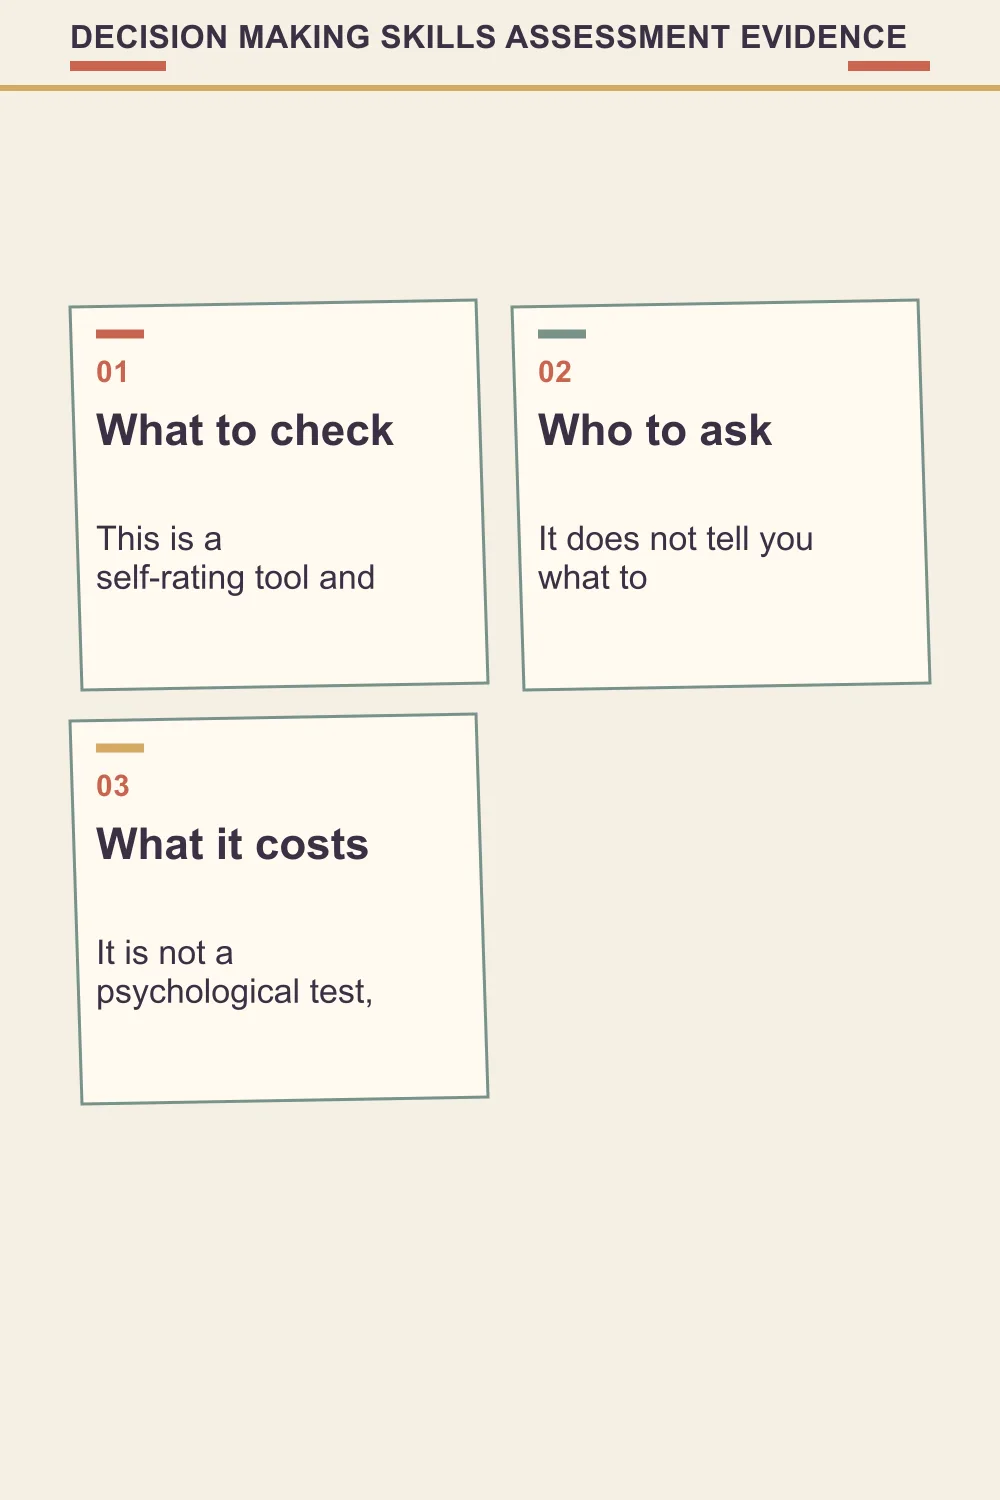 DECISION MAKING SKILLS ASSESSMENT EVIDENCE
01
What to check
This is a
self-rating tool and
02
Who to ask
It does not tell you
what to
03
What it costs
It is not a
psychological test,